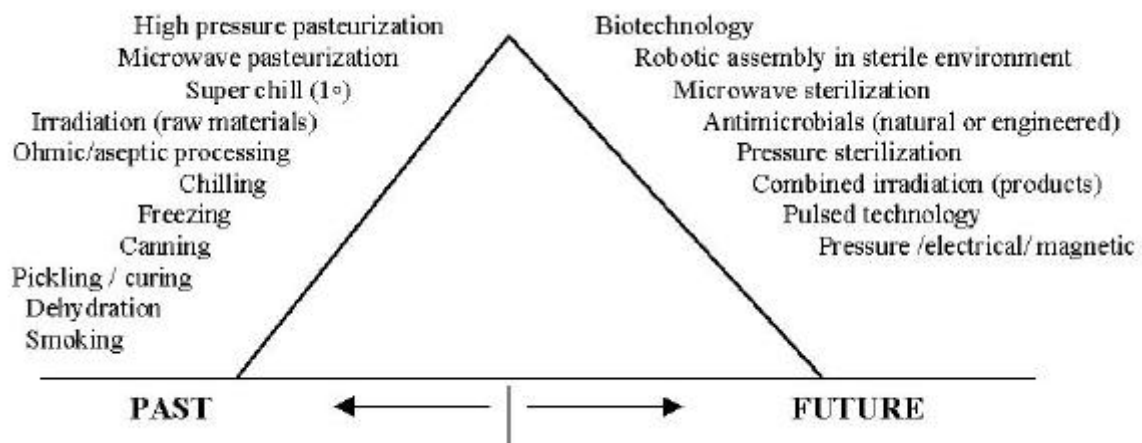 High pressure pasteurization
Microwave pasteurization
Super chill (1°)
Irradiation (raw materials)
Ohmic/aseptic processing
Chilling
Freezing
Canning
Pickling / curing
Dehydration
Smoking
Biotechnology
Robotic assembly in sterile environment
Microwave sterilization
Antimicrobials (natural or engineered)
Pressure sterilization
Combined irradiation (products)
Pulsed technology
Pressure /electrical/ magnetic
PAST
FUTURE